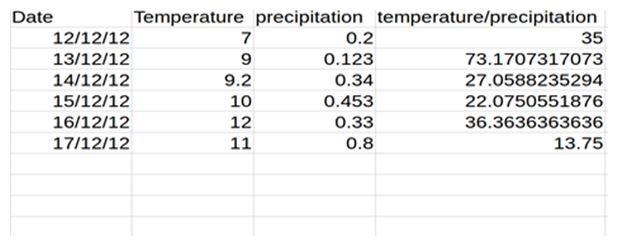 Date Temperature precipitation temperature/precipitation
12/12/12 7 0.2 35
13/12/12 9 0.123 73.1707317073
14/12/12 9.2 0.34 27.0588235294
15/12/12 10 0.453 22.0750551876
16/12/12 12 0.33 36.3636363636
17/12/12 11 0.8 13.75